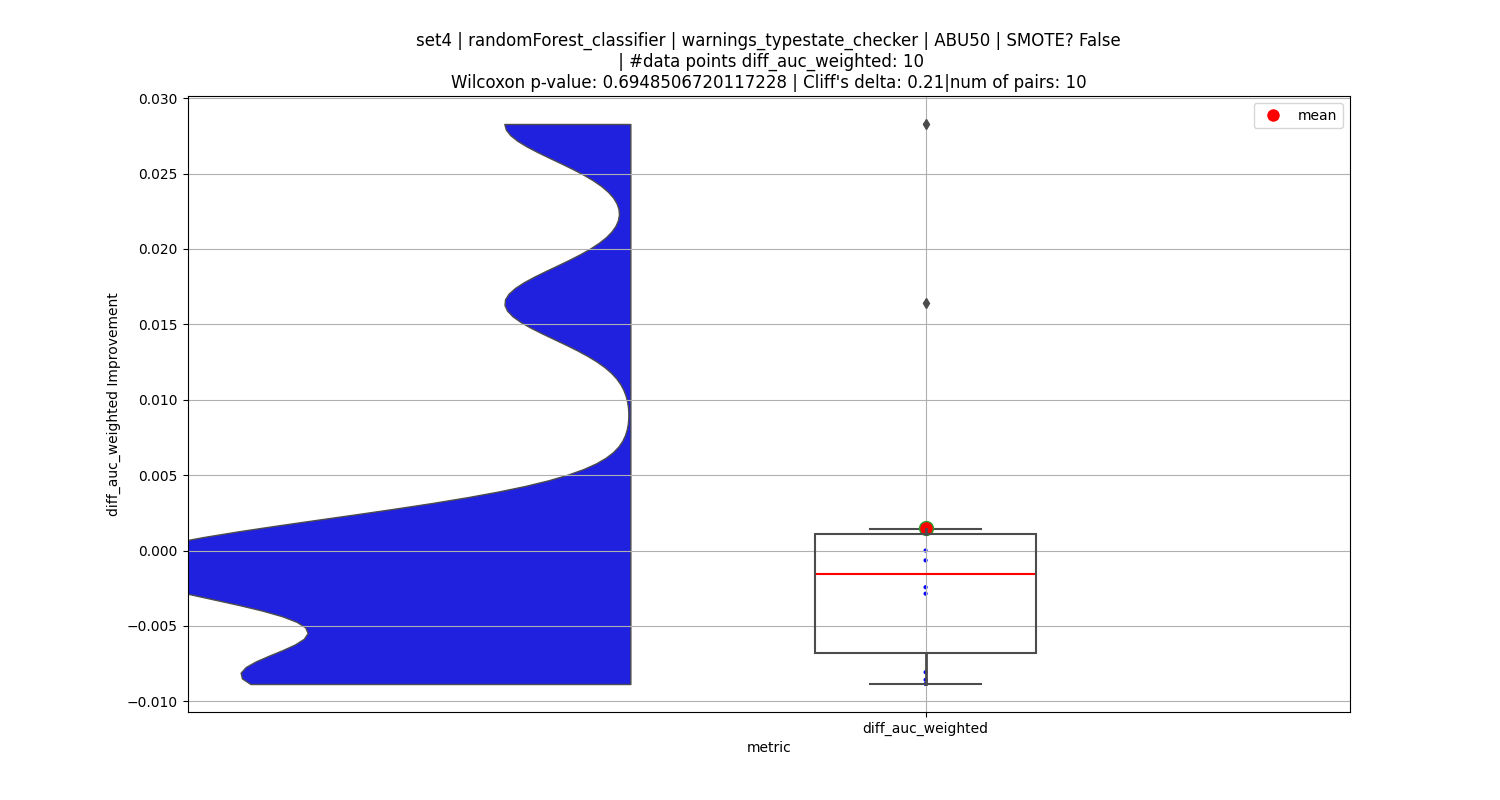 set4 | randomForest_classifier | warnings_typestate_checker | ABU50 | SMOTE? False
| #data points diff_auc_weighted: 10
Wilcoxon p-value: 0.6948506720117228 | Cliff's delta: 0.21|num of pairs: 10
0.030
mean
0.025
0.020
0.015
0.010
0.005
0.000
−0.005
−0.010
diff_auc_weighted Improvement
diff_auc_weighted
metric